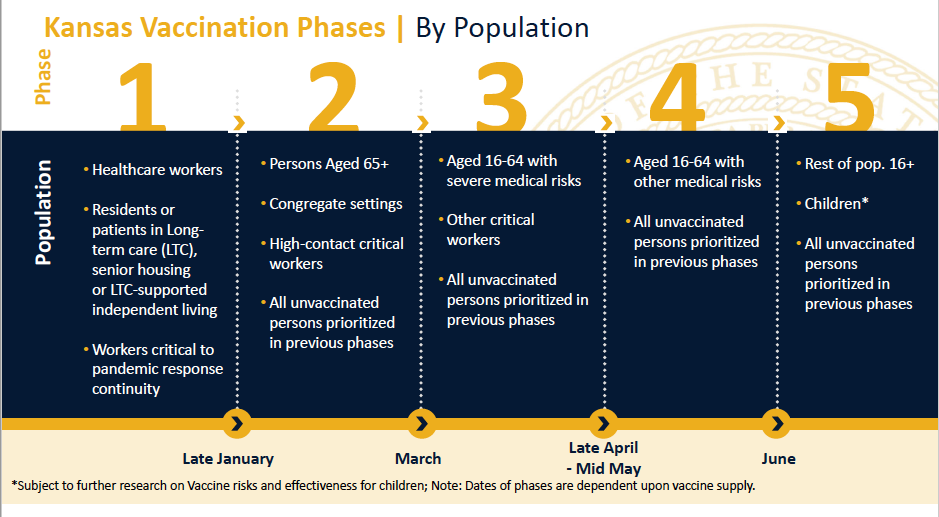 Kansas Vaccination Phases | By Population
Phase
1
2
3
4
5
OF THE STAT
Population
• Healthcare workers
• Residents or
patients in Long-
term care (LTC),
senior housing
or LTC-supported
independent living
• Workers critical to
pandemic response
continuity
• Persons Aged 65+
• Congregate settings
• High-contact critical
workers
• All unvaccinated
persons prioritized
in previous phases
• Aged 16-64 with
severe medical risks
• Other critical
workers
• All unvaccinated
persons prioritized in
previous phases
• Aged 16-64 with
other medical risks
• All unvaccinated
persons prioritized
in previous phases
• Rest of pop. 16+
• Children*
• All unvaccinated
persons
prioritized in
previous phases
Late January
March
Late April
- Mid May
June
*Subject to further research on Vaccine risks and effectiveness for children; Note: Dates of phases are dependent upon vaccine supply.